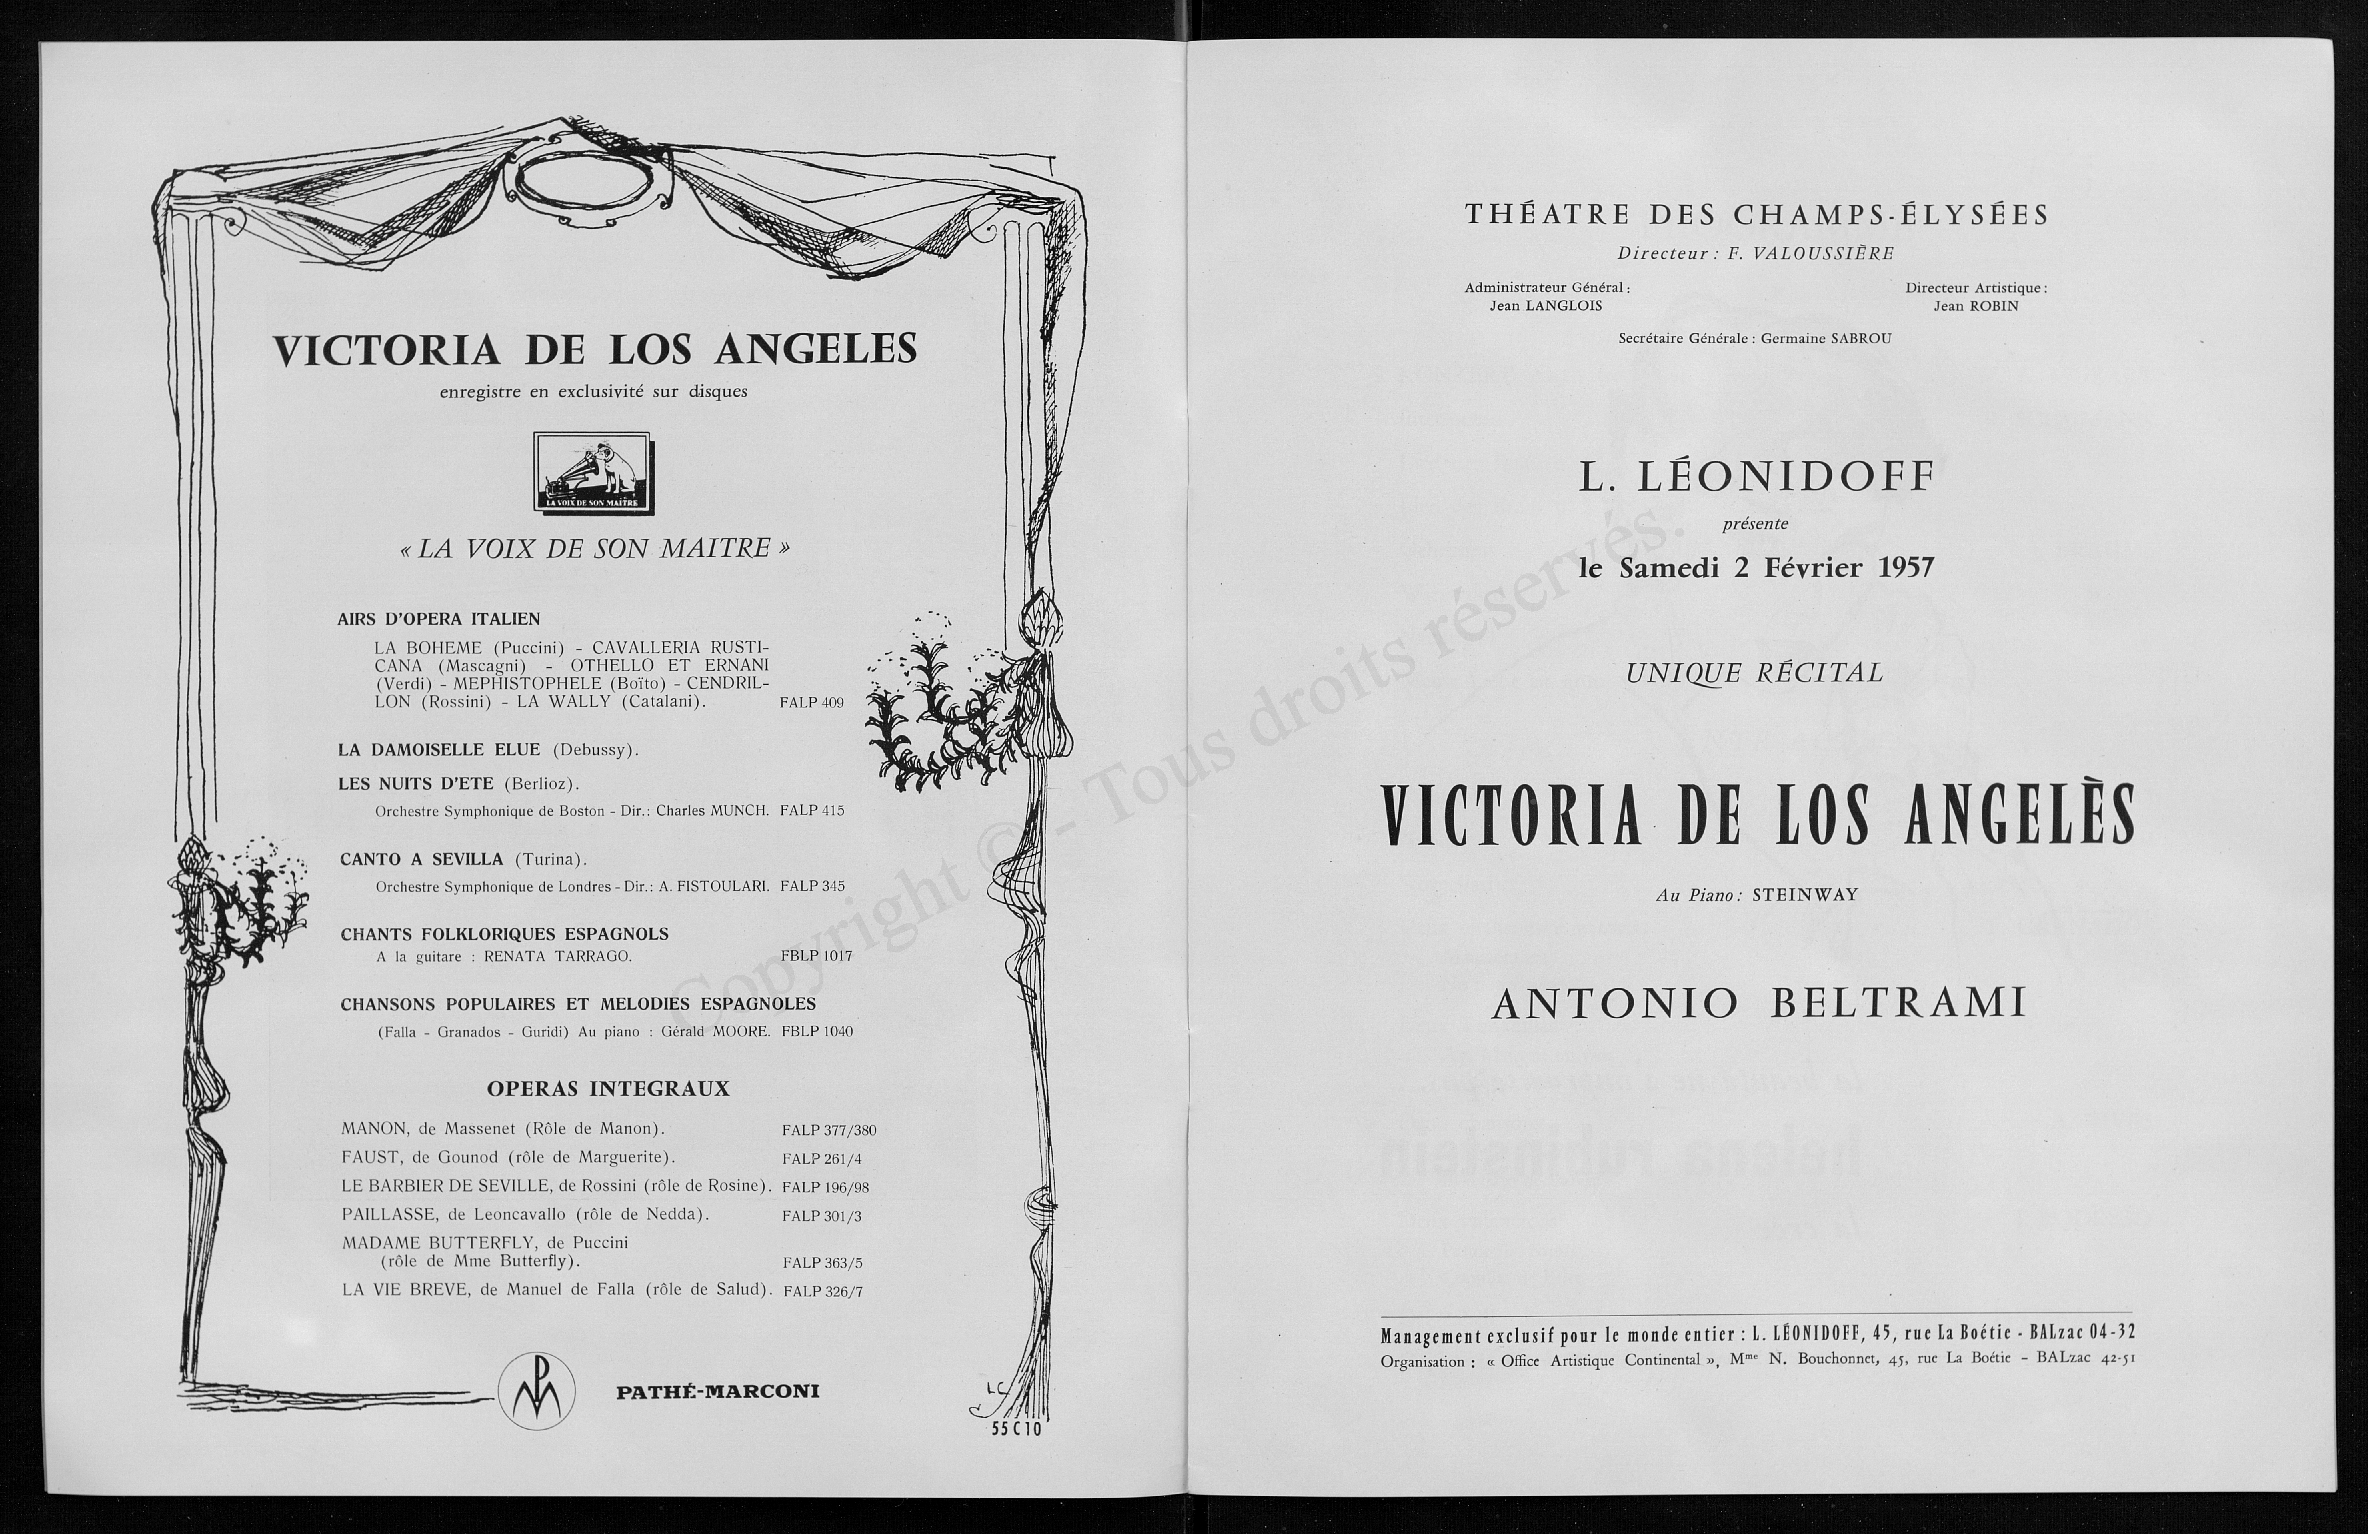 VICTORIA DE LOS ANGELES
enregistre en exclusivité sur disques
LA VOIX DE SON MAITRE
« LA VOIX DE SON MAITRE »
AIRS D'OPERA ITALIEN
LA BOHEME (Puccini) - CAVALLERIA RUSTI-
CANA (Mascagni) - OTHELLO ET ERNANI
(Verdi) - MEPHISTOPHELE (Boïto) - CENDRIL-
LON (Rossini) - LA WALLY (Catalani). FALP 409
LA DAMOISELLE ELUE (Debussy).
LES NUITS D'ETE (Berlioz).
Orchestre Symphonique de Boston - Dir.: Charles MUNCH. FALP 415
CANTO A SEVILLA (Turina).
Orchestre Symphonique de Londres - Dir.: A. FISTOULARI. FALP 345
CHANTS FOLKLORIQUES ESPAGNOLS
A la guitare : RENATA TARRAGO. FBLP 1017
CHANSONS POPULAIRES ET MELODIES ESPAGNOLES
(Falla - Granados - Guridi) Au piano : Gérald MOORE. FBLP 1040
OPERAS INTEGRAUX
MANON, de Massenet (Rôle de Manon). FALP 377/380
FAUST, de Gounod (rôle de Marguerite). FALP 261/4
LE BARBIER DE SEVILLE, de Rossini (rôle de Rosine). FALP 196/98
PAILLASSE, de Leoncavallo (rôle de Nedda). FALP 301/3
MADAME BUTTERFLY, de Puccini
(rôle de Mme Butterfly). FALP 363/5
LA VIE BREVE, de Manuel de Falla (rôle de Salud). FALP 326/7
PATHÉ-MARCONI
LC
55 C 10
THÉATRE DES CHAMPS-ÉLYSÉES
Directeur : F. VALOUSSIÈRE
Administrateur Général : Directeur Artistique :
Jean LANGLOIS Jean ROBIN
Secrétaire Générale : Germaine SABROU
L. LÉONIDOFF
présente
le Samedi 2 Février 1957
UNIQUE RÉCITAL
VICTORIA DE LOS ANGELÈS
Au Piano : STEINWAY
ANTONIO BELTRAMI
Management exclusif pour le monde entier : L. LÉONIDOFF, 45, rue La Boétie - BALzac 04-32
Organisation : « Office Artistique Continental », Mme N. Bouchonnet, 45, rue La Boétie - BALzac 42-51
Copyright © - Tous droits réservés.